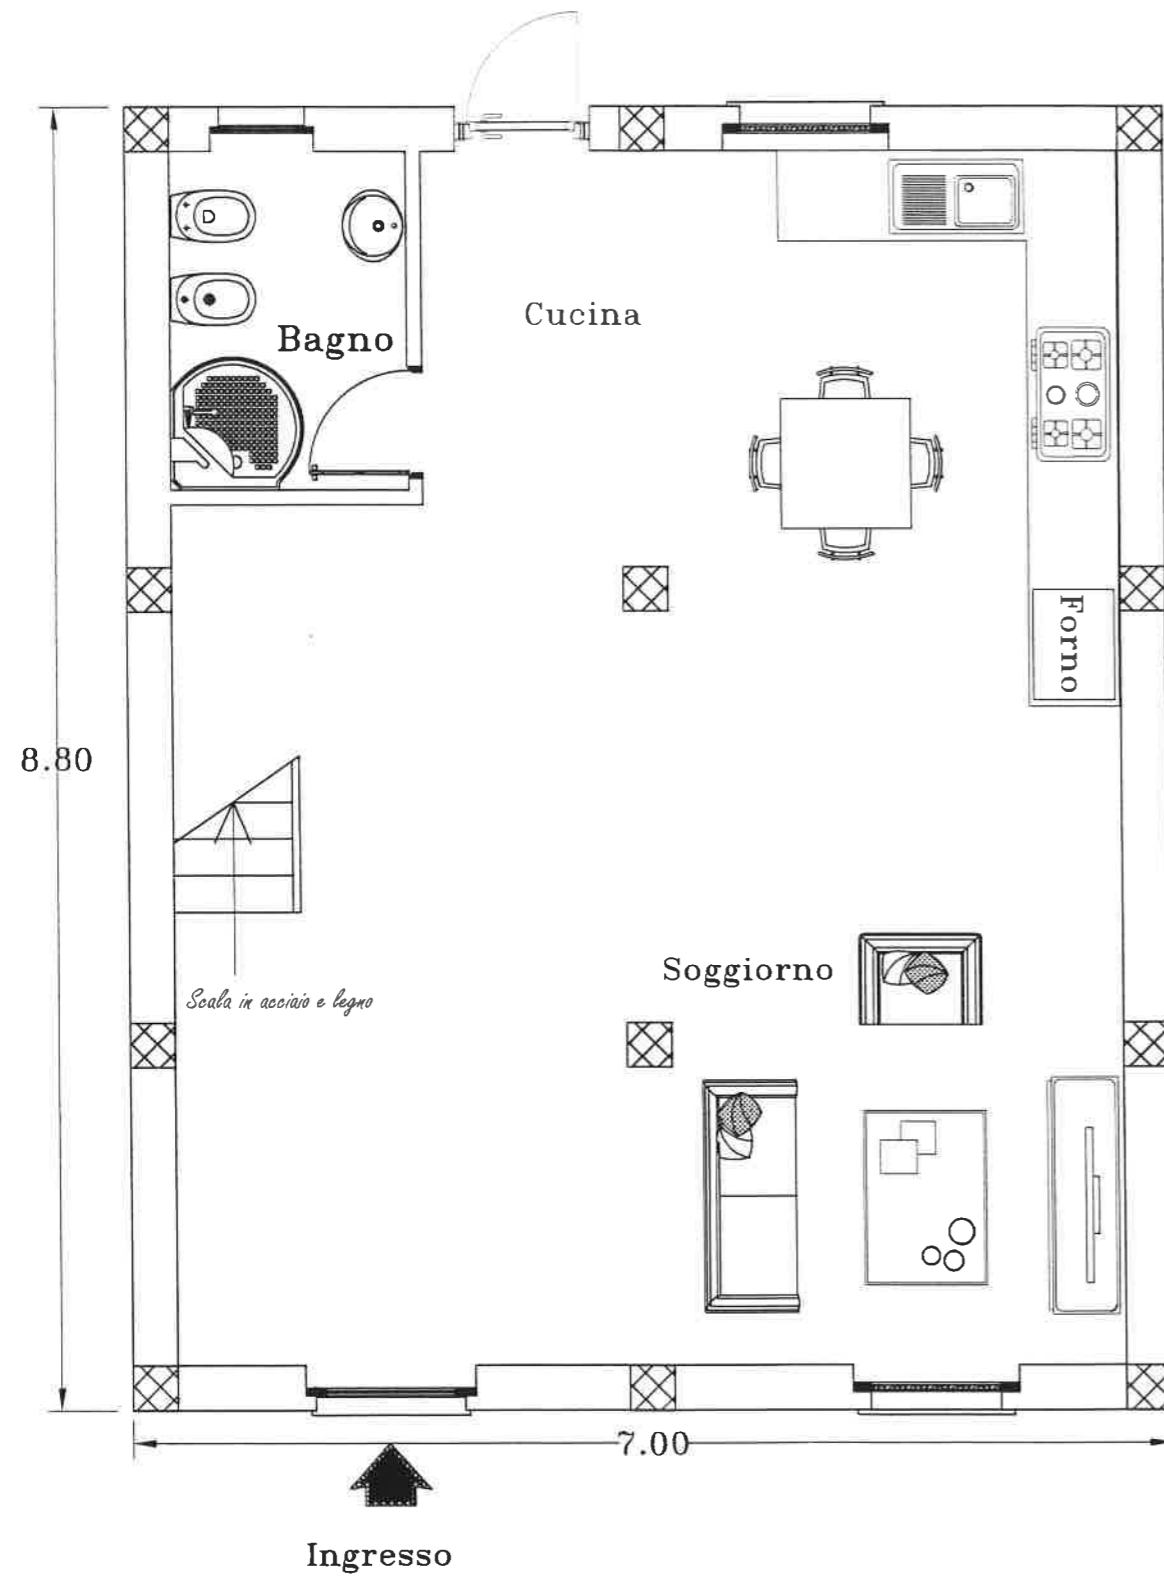 Cucina
Bagno
Forno
8.80
Soggiorno
Scala in acciaio e legno
7.00
Ingresso